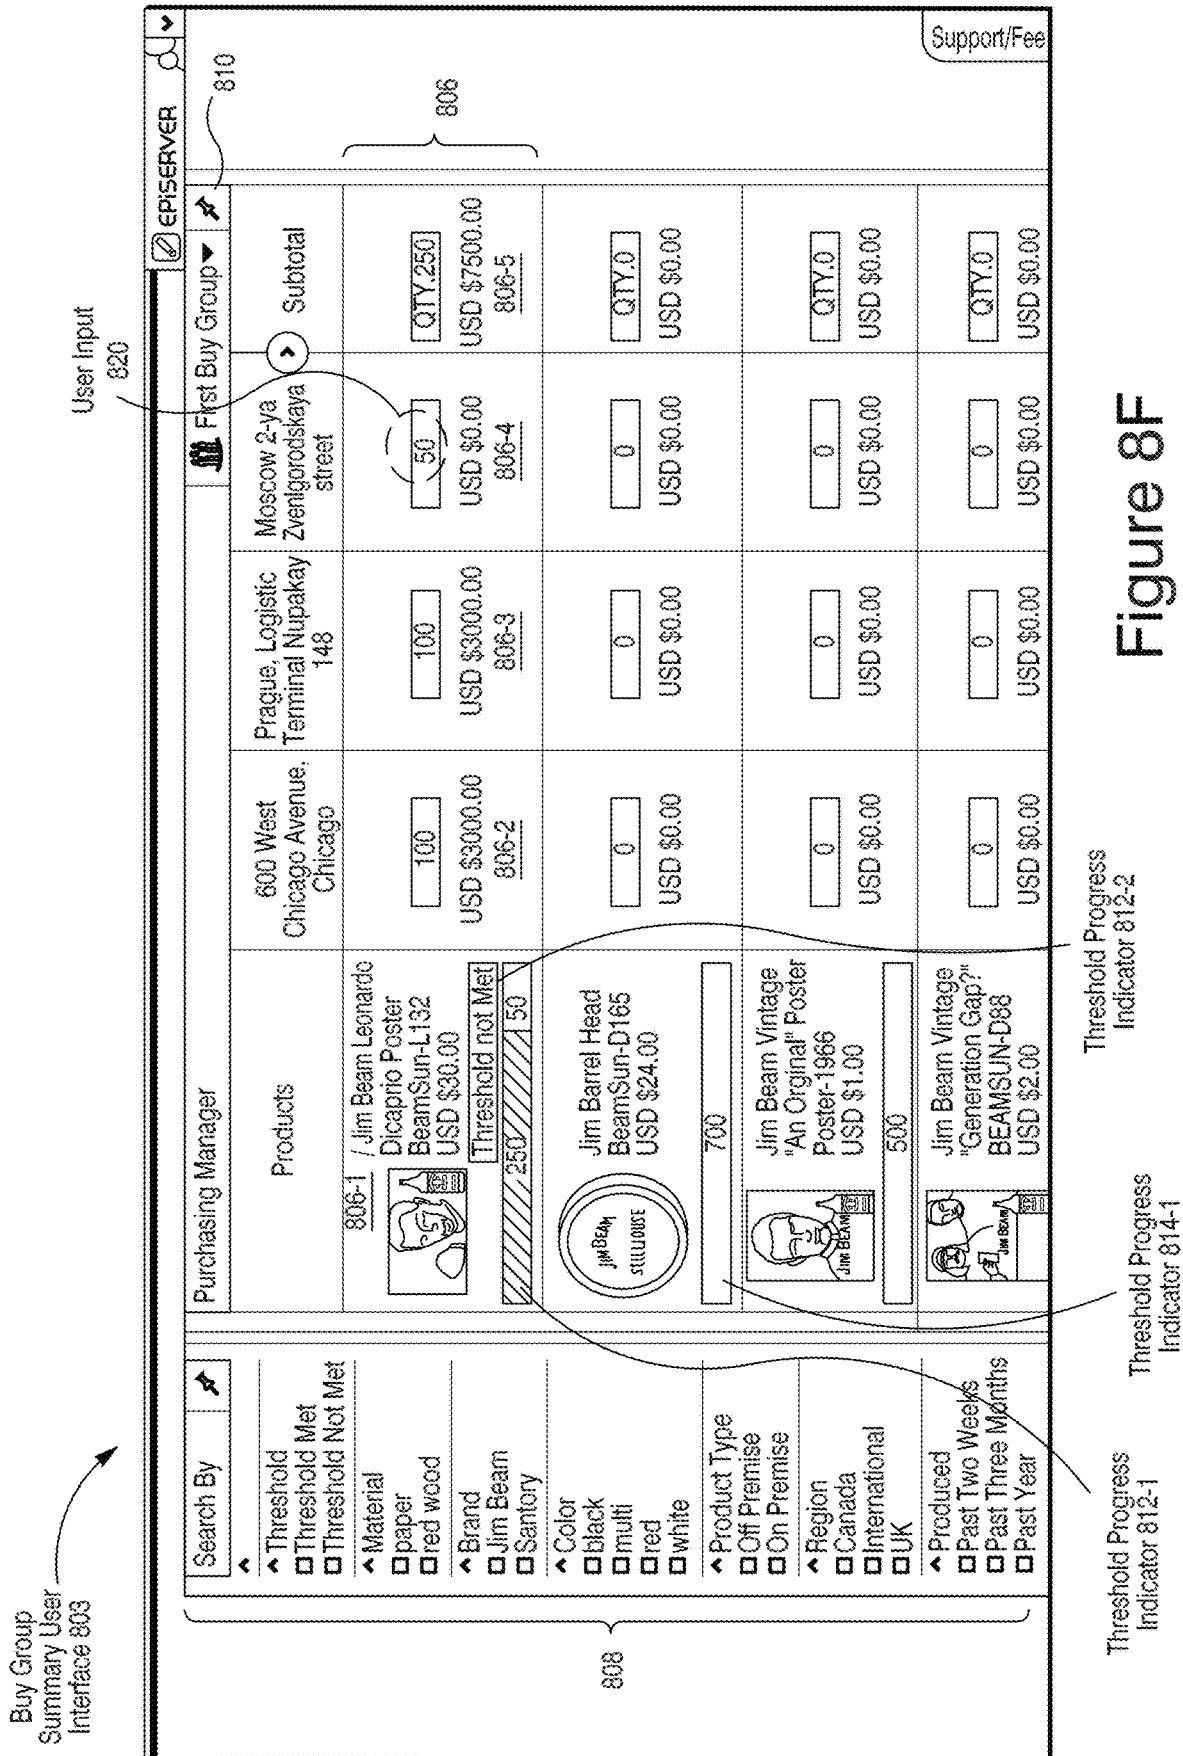 Buy Group
Summary User
Interface 803
User Input
820
EPiSERVER
810
Search By
Purchasing Manager
First Buy Group
Threshold
Threshold Met
Threshold Not Met
Material
paper
red wood
Brand
Jim Beam
Santory
Color
black
multi
red
white
Product Type
Off Premise
On Premise
Region
Canada
International
UK
Produced
Past Two Weeks
Past Three Months
Past Year
808
Products
600 West
Chicago Avenue,
Chicago
Prague, Logistic
Terminal Nupakay
148
Moscow 2-ya
Zvenlgorodskaya
street
Subtotal
806-1
/ Jim Beam Leonardo
Dicaprio Poster
BeamSun-L132
USD $30.00
Threshold not Met
250
50
100
USD $3000.00
806-2
100
USD $3000.00
806-3
50
USD $0.00
806-4
QTY.250
USD $7500.00
806-5
806
JIM BEAM
STILLHOUSE
Jim Barrel Head
BeamSun-D165
USD $24.00
700
0
USD $0.00
0
USD $0.00
0
USD $0.00
QTY.0
USD $0.00
JIM BEAM
Jim Beam Vintage
"An Orginal" Poster
Poster-1966
USD $1.00
500
0
USD $0.00
0
USD $0.00
0
USD $0.00
QTY.0
USD $0.00
JIM BEAM
Jim Beam Vintage
"Generation Gap?"
BEAMSUN-D88
USD $2.00
0
USD $0.00
0
USD $0.00
0
USD $0.00
QTY.0
USD $0.00
Support/Fee
Threshold Progress
Indicator 812-1
Threshold Progress
Indicator 814-1
Threshold Progress
Indicator 812-2
Figure 8F